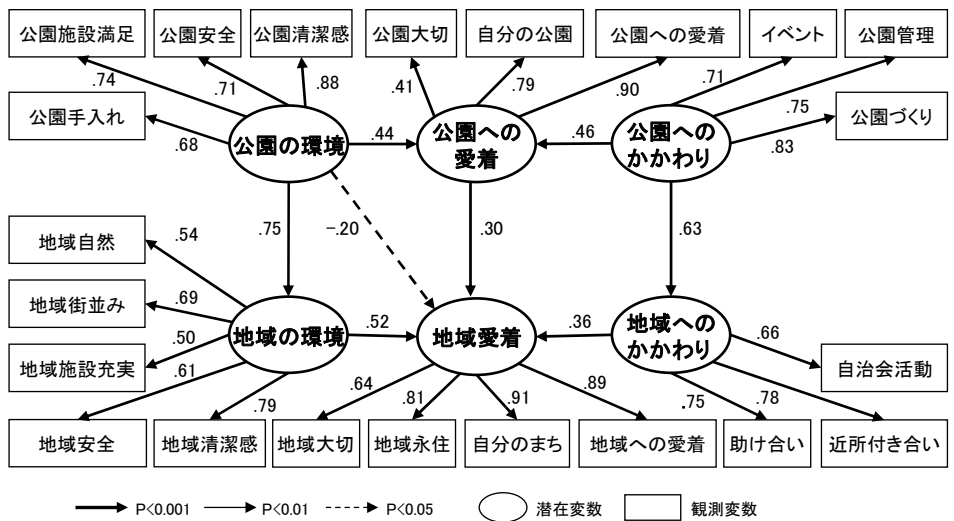 公園施設満足 公園安全 公園清潔感 公園大切 自分の公園 公園への愛着 イベント 公園管理
.74 .71 .88 .41 .79 .90 .71 .75
公園手入れ 公園づくり
.68 .83
公園の環境 .44 公園への .46 公園への
愛着 かかわり
.75 -.20 .30 .63
地域自然 .54
地域街並み .69
地域の環境 .52 地域愛着 .36 地域への
かかわり
.50 .66
地域施設充実 自治会活動
.61 .79 .64 .81 .91 .89 .75 .78
地域安全 地域清潔感 地域大切 地域永住 自分のまち 地域への愛着 助け合い 近所付き合い
P<0.001 P<0.01 P<0.05 潜在変数 観測変数